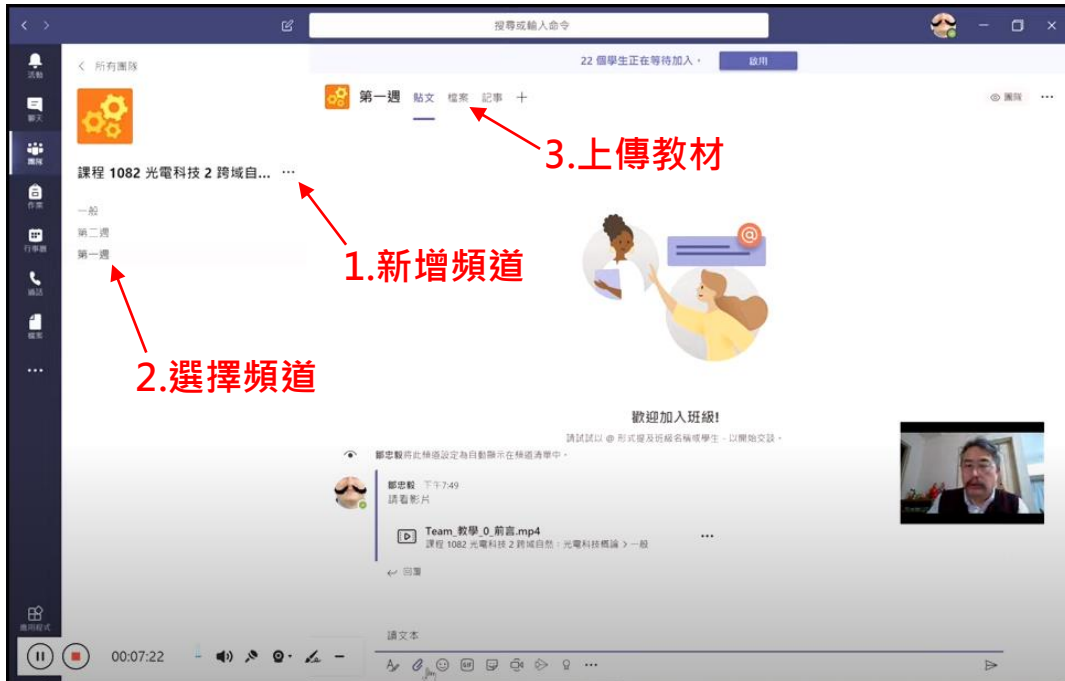 搜尋或輸入命令
活動
聊天
團隊
作業
行事曆
通話
檔案
應用程式
所有團隊
課程 1082 光電科技 2 跨域自... ...
一般
第二週
第一週
1.新增頻道
2.選擇頻道
22 個學生正在等待加入。 啟用
第一週 貼文 檔案 記事 +
團隊 ...
3.上傳教材
歡迎加入班級!
請試試以 @ 形式提及班級名稱或學生，以開始交談。
鄒忠毅將此頻道設定為自動顯示在頻道清單中。
鄒忠毅 下午7:49
請看影片
Team_教學_0_前言.mp4
課程 1082 光電科技 2 跨域自然：光電科技概論 > 一般
回覆
讀文本
00:07:22
GIF